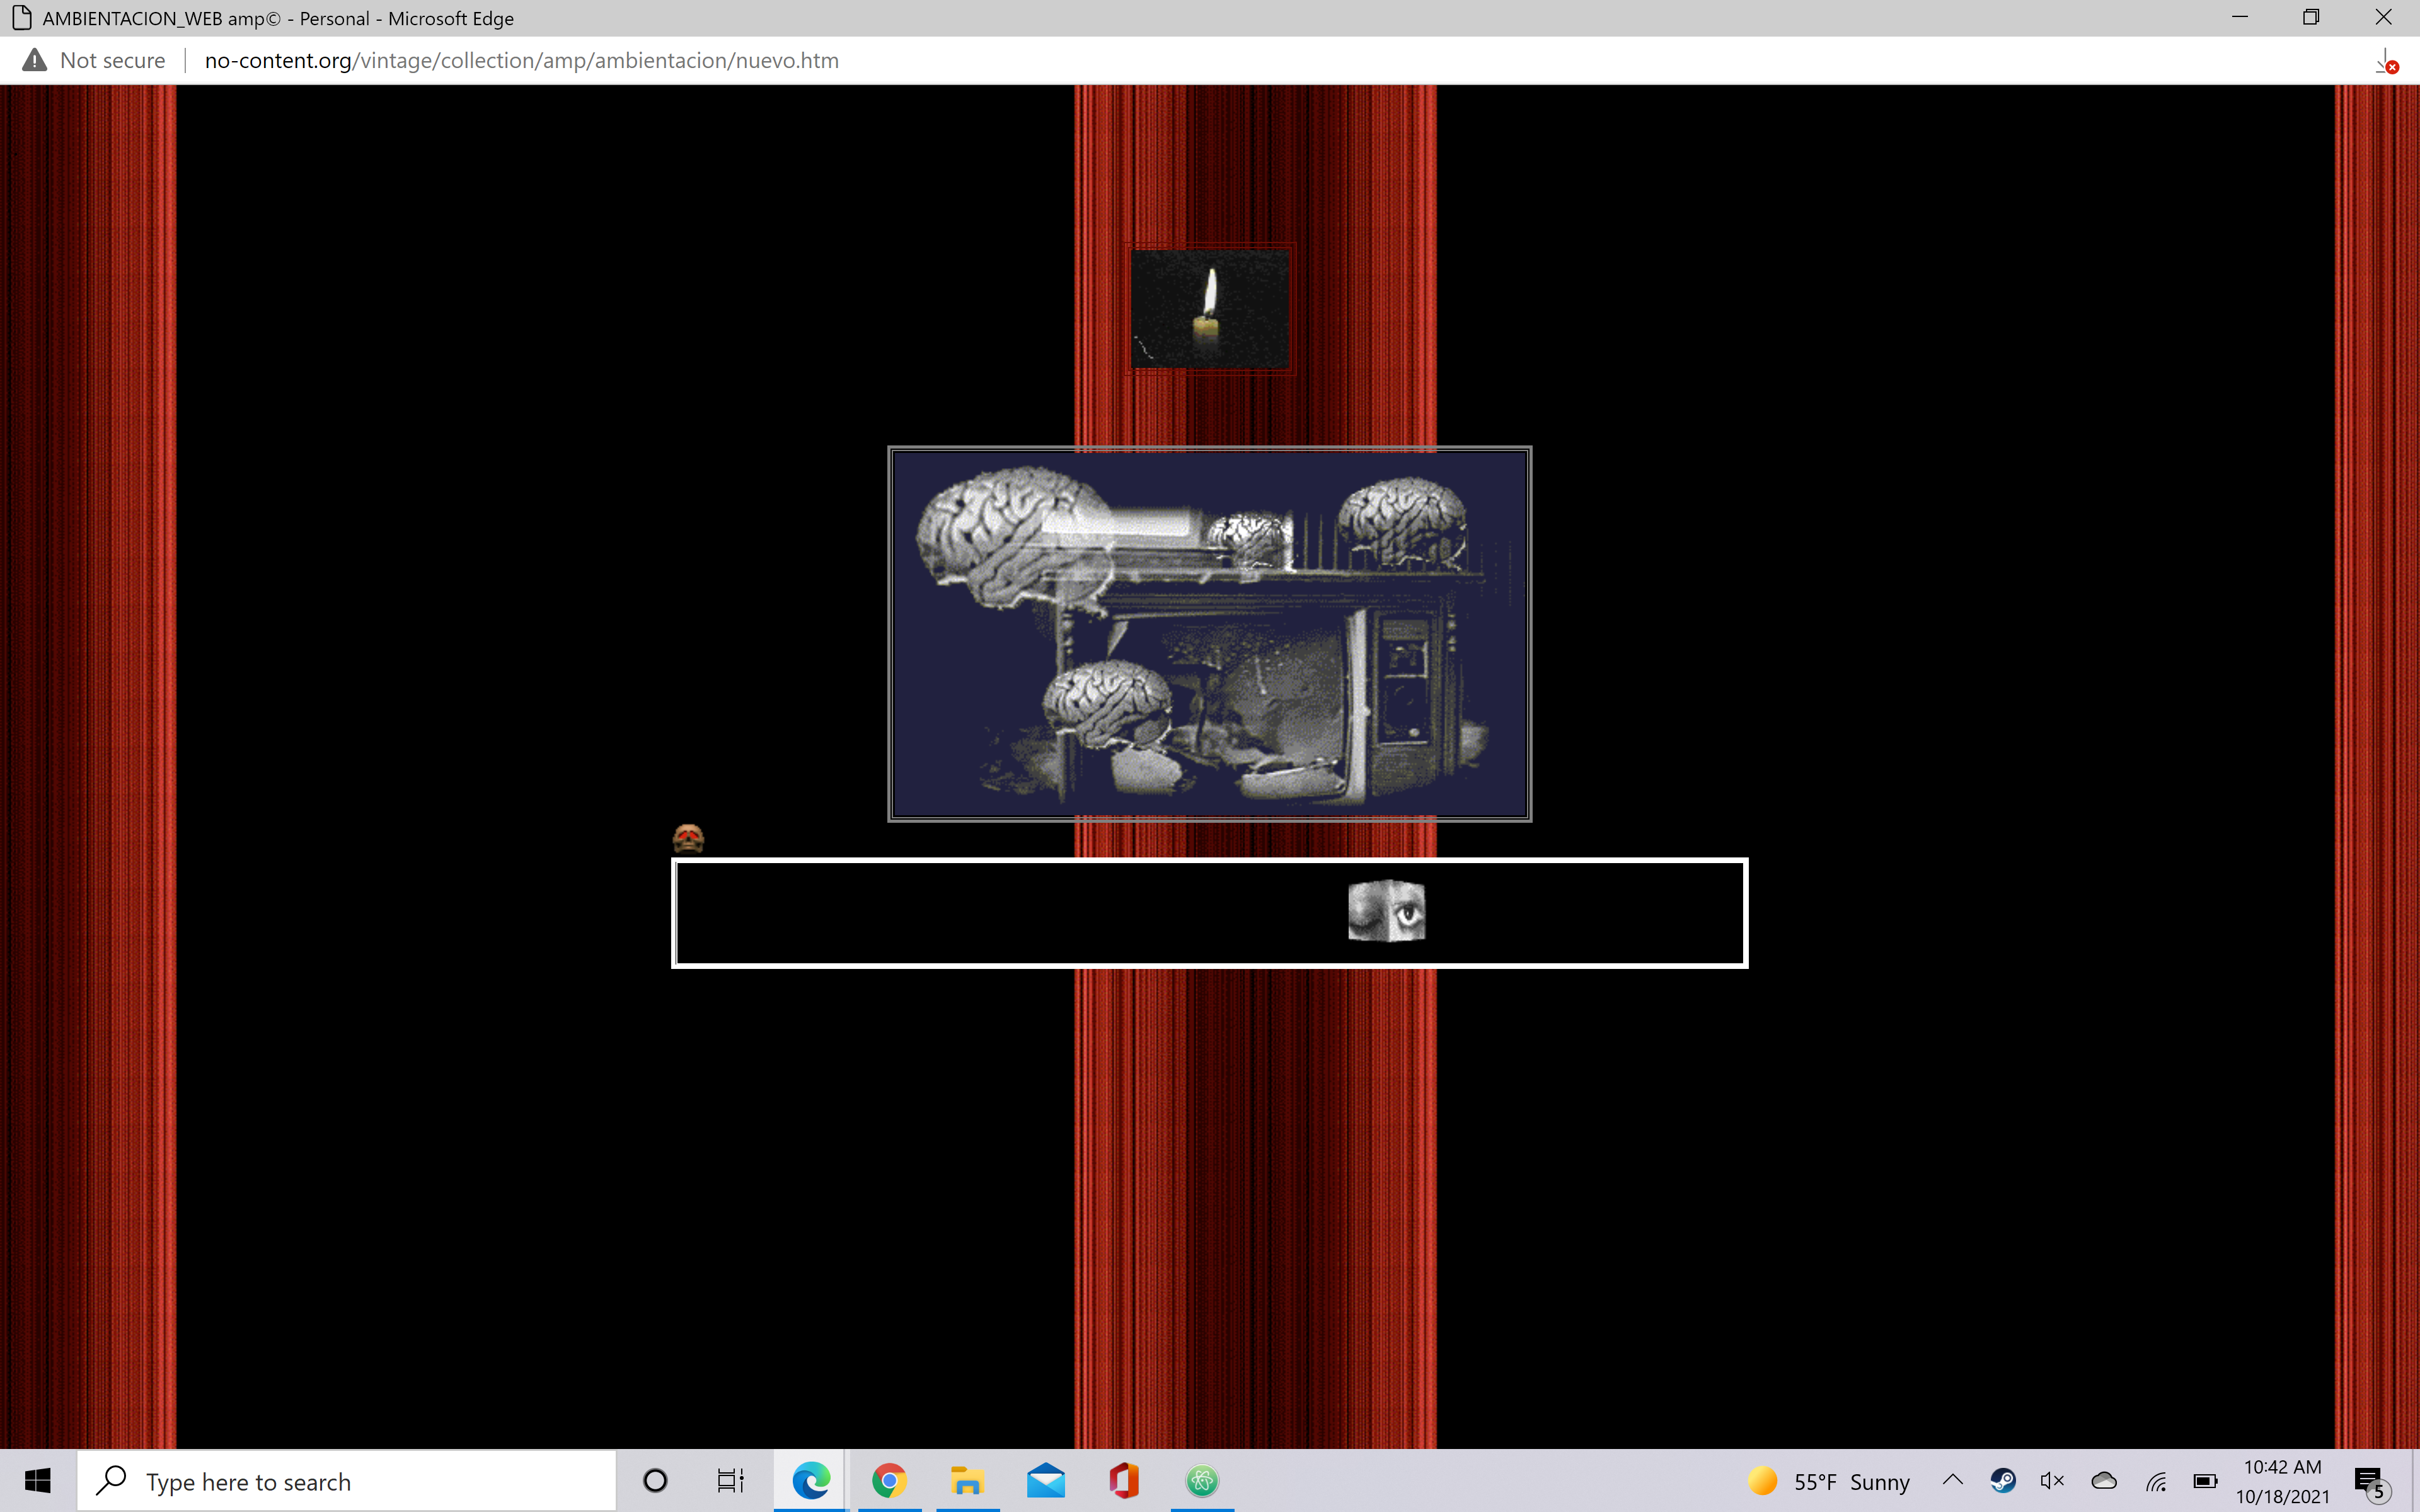 AMBIENTACION_WEB amp© - Personal - Microsoft Edge
Not secure
no-content.org/vintage/collection/amp/ambientacion/nuevo.htm
Type here to search
55°F Sunny
10:42 AM
10/18/2021
5